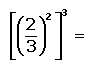 [(2/3)²]³ =